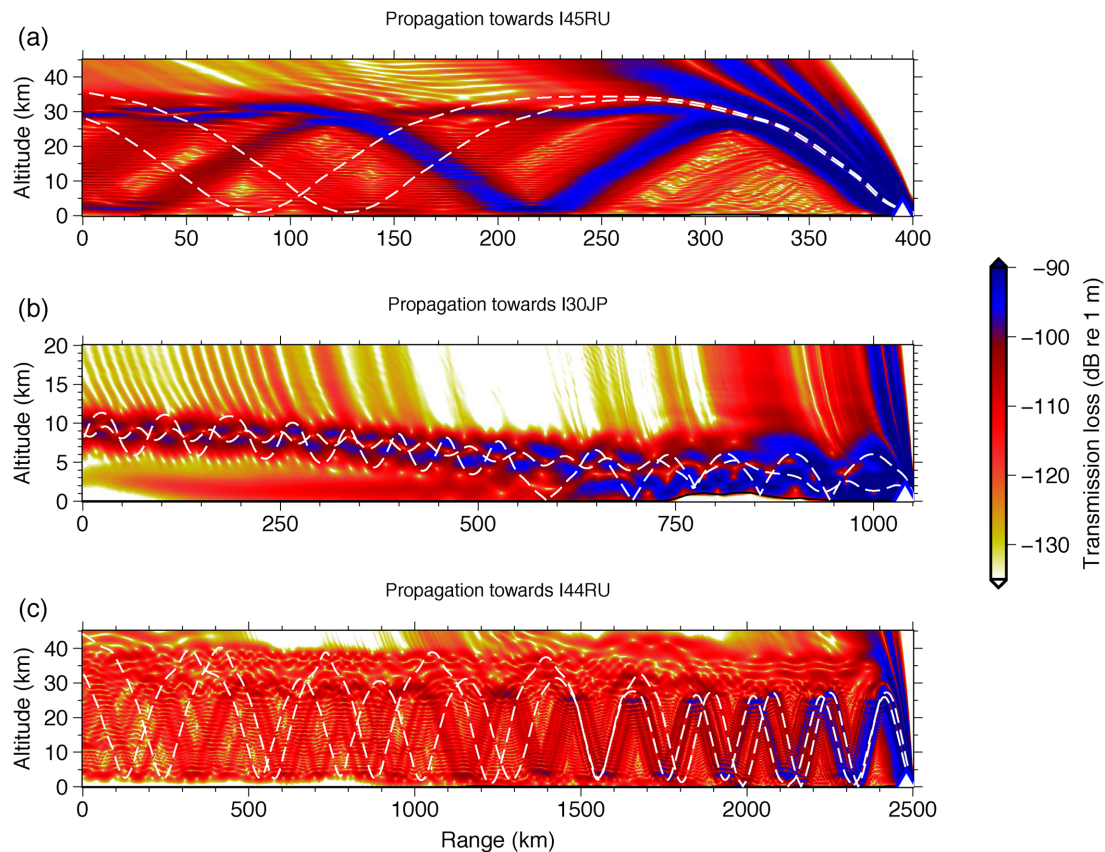 Propagation towards I45RU
(a)
Altitude (km)
40
30
20
10
0
0 50 100 150 200 250 300 350 400
Propagation towards I30JP
(b)
Altitude (km)
20
15
10
5
0
0 250 500 750 1000
Propagation towards I44RU
(c)
Altitude (km)
40
30
20
10
0
0 500 1000 1500 2000 2500
Range (km)
−90
−100
−110
−120
−130
Transmission loss (dB re 1 m)